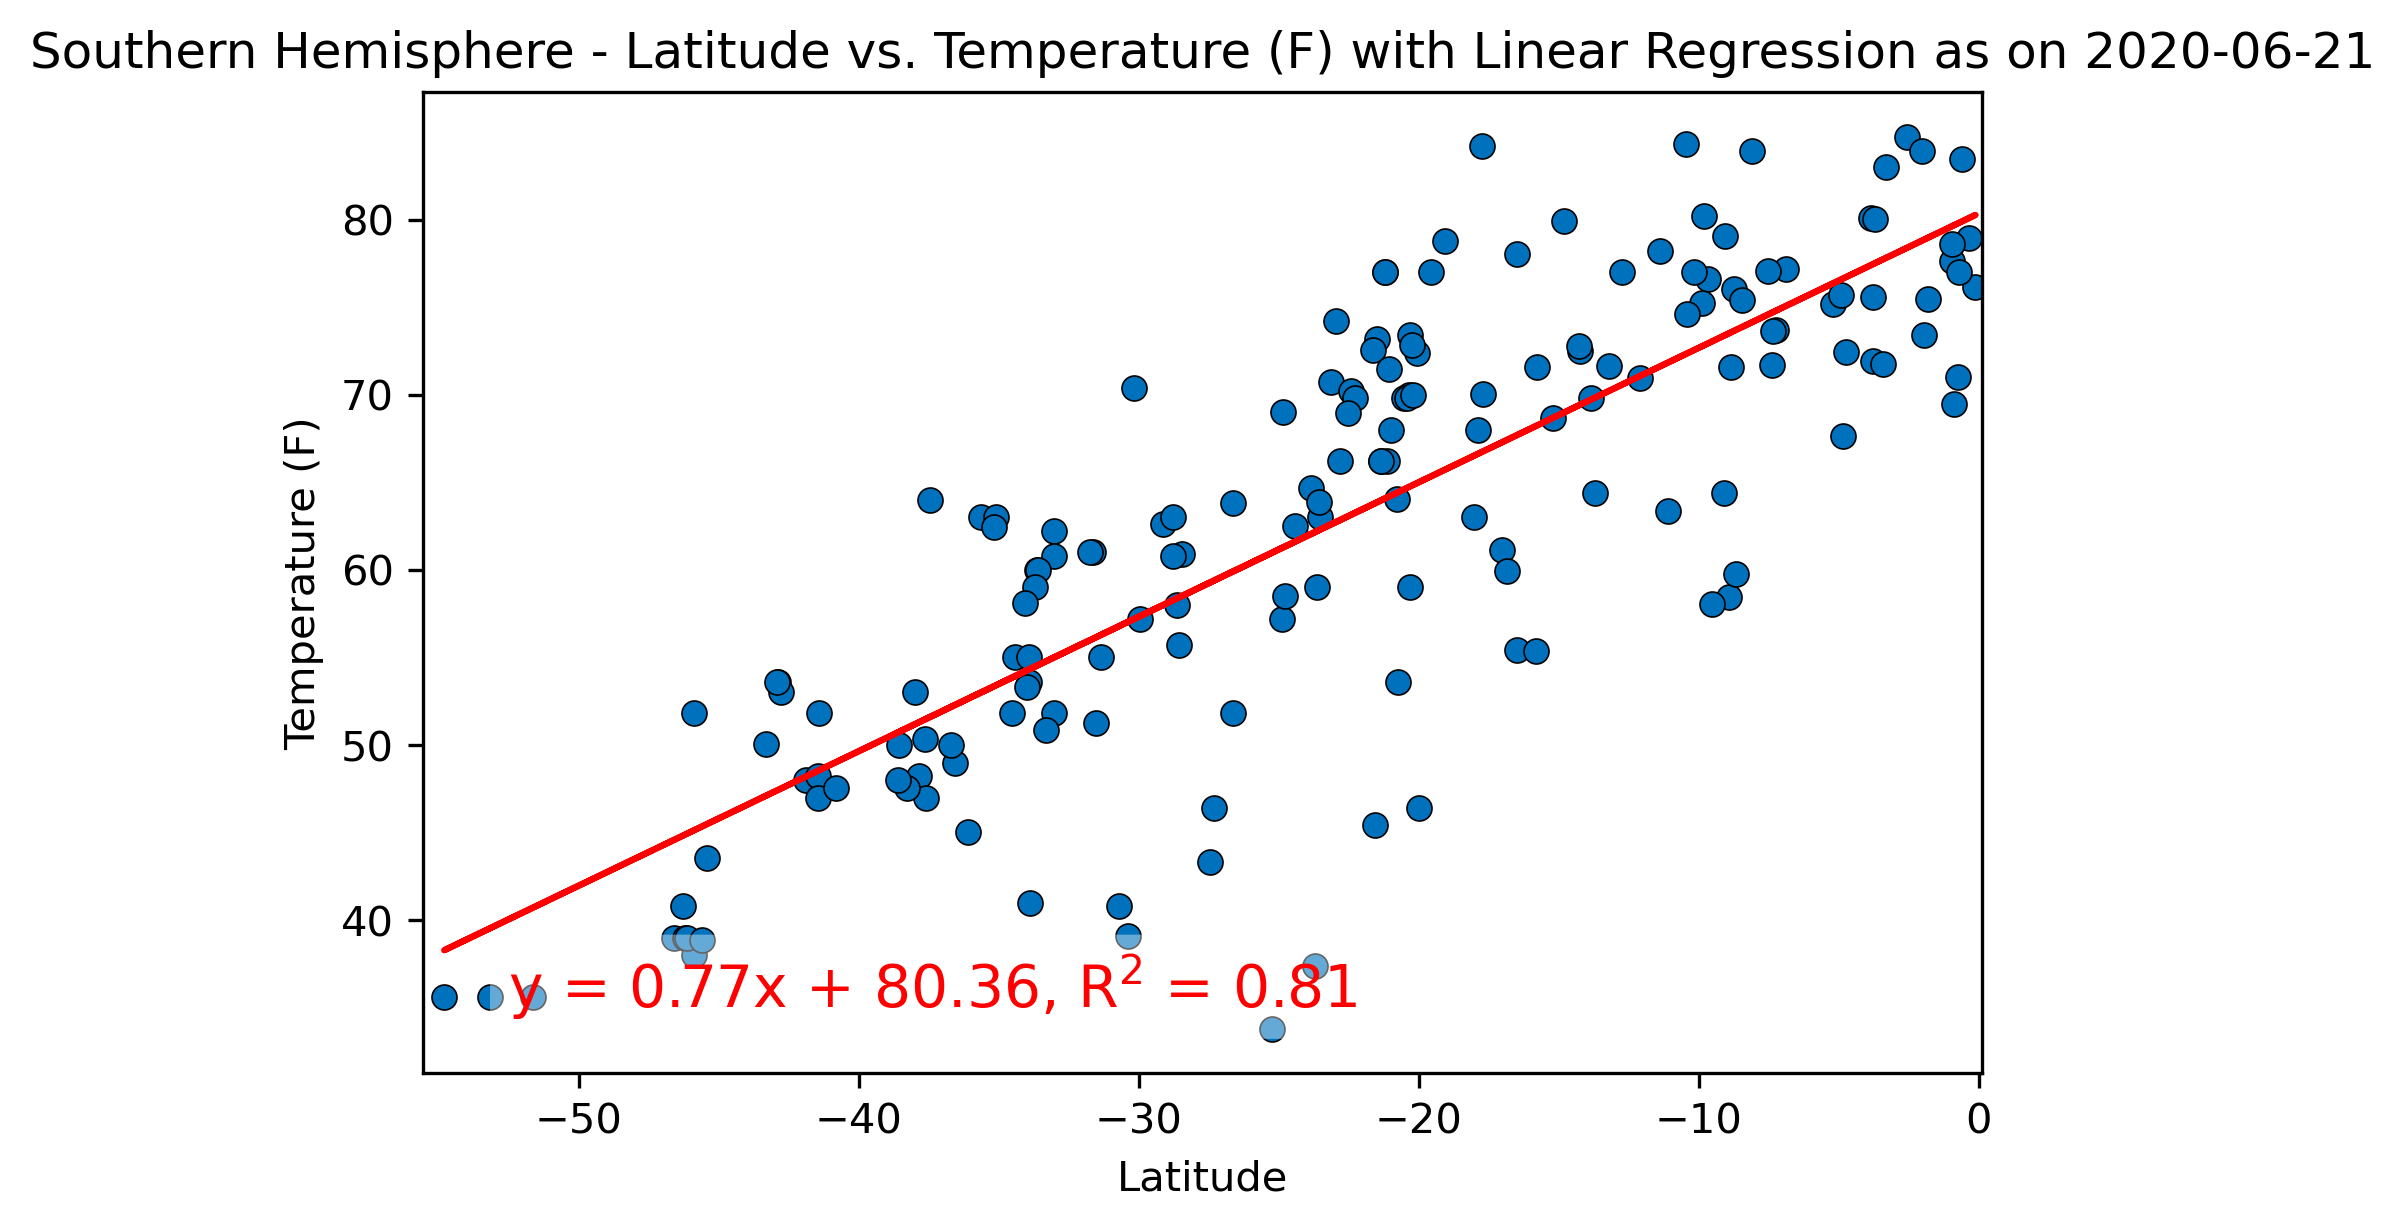 Southern Hemisphere - Latitude vs. Temperature (F) with Linear Regression as on 2020-06-21
Temperature (F)
80
70
60
50
40
y = 0.77x + 80.36, R² = 0.81
−50 −40 −30 −20 −10 0
Latitude